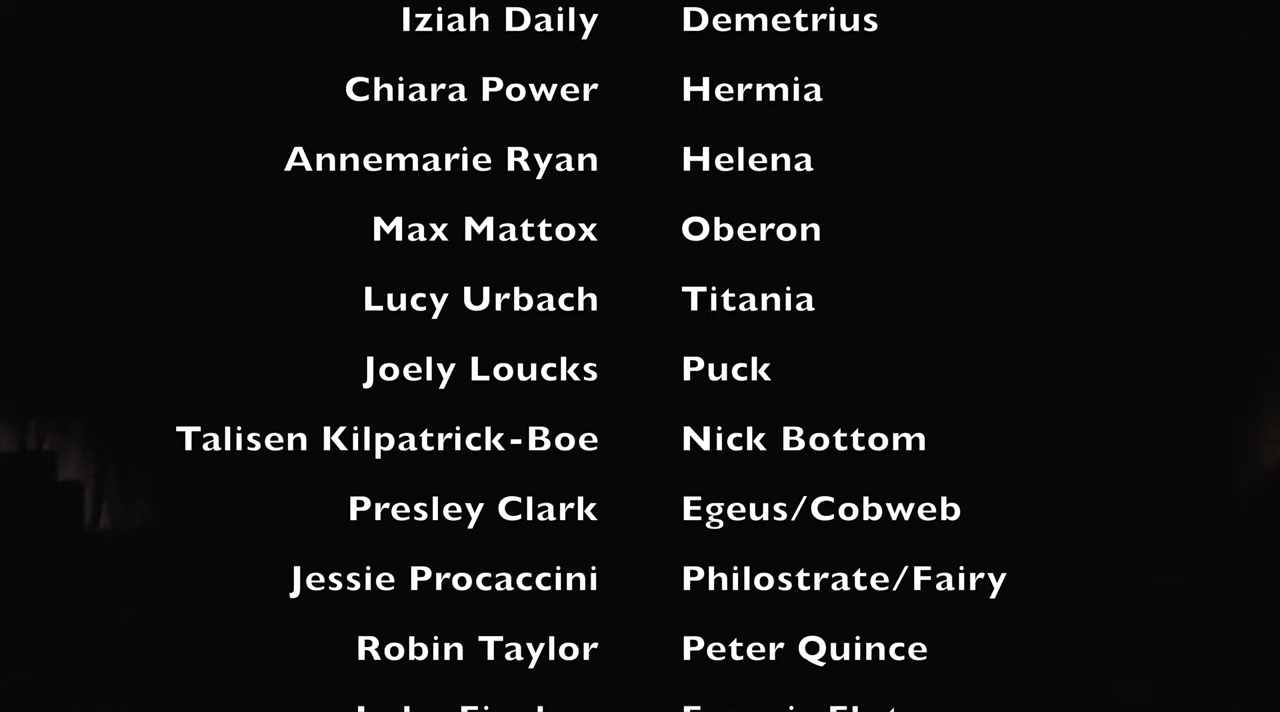 Iziah Daily Demetrius
Chiara Power Hermia
Annemarie Ryan Helena
Max Mattox Oberon
Lucy Urbach Titania
Joely Loucks Puck
Talisen Kilpatrick-Boe Nick Bottom
Presley Clark Egeus/Cobweb
Jessie Procaccini Philostrate/Fairy
Robin Taylor Peter Quince